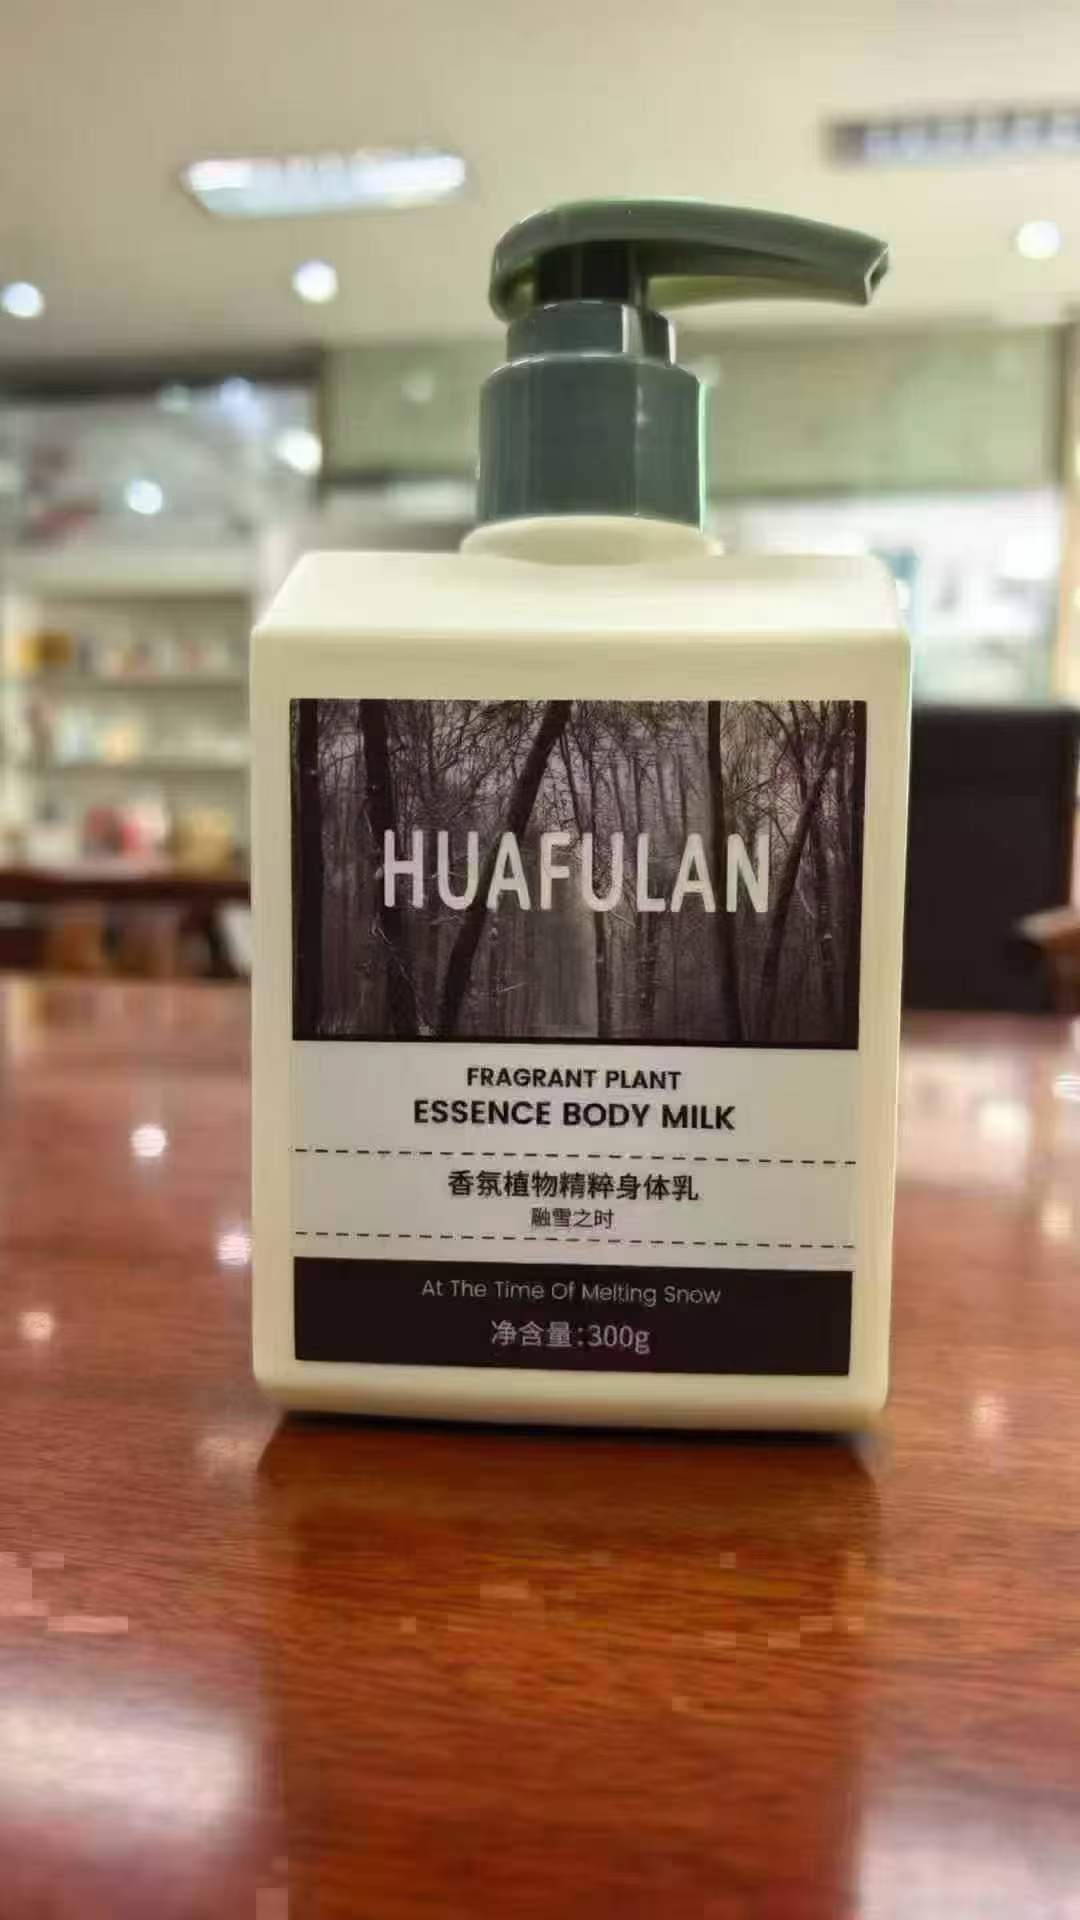 HUAFULAN
FRAGRANT PLANT
ESSENCE BODY MILK
香氛植物精粹身体乳
融雪之时
At The Time Of Melting Snow
净含量:300g